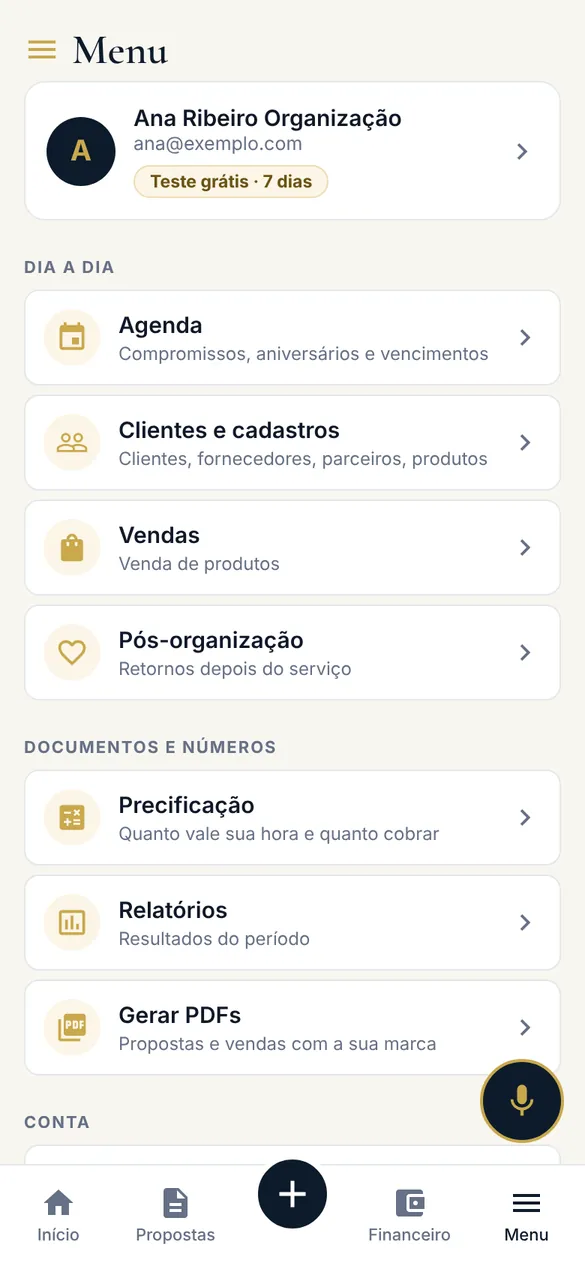 Menu
A
Ana Ribeiro Organização
ana@exemplo.com
Teste grátis · 7 dias
DIA A DIA
Agenda
Compromissos, aniversários e vencimentos
Clientes e cadastros
Clientes, fornecedores, parceiros, produtos
Vendas
Venda de produtos
Pós-organização
Retornos depois do serviço
DOCUMENTOS E NÚMEROS
Precificação
Quanto vale sua hora e quanto cobrar
Relatórios
Resultados do período
PDF
Gerar PDFs
Propostas e vendas com a sua marca
CONTA
Início
Propostas
Financeiro
Menu